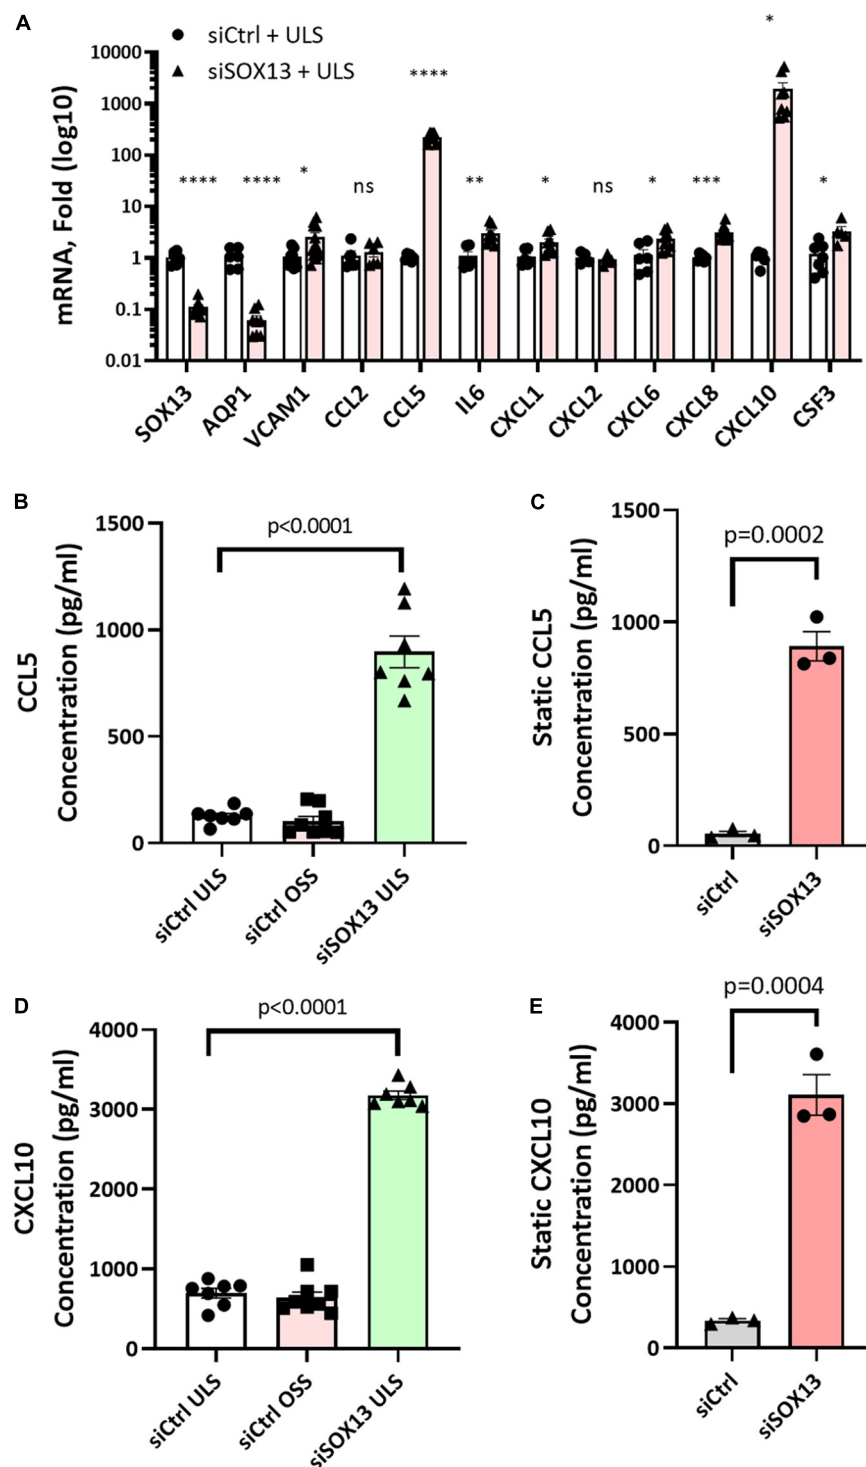 A
siCtrl + ULS
siSOX13 + ULS
mRNA, Fold (log10)
10000
1000
100
10
1
0.1
0.01
****
****
*
ns
****
**
*
ns
*
***
*
*
SOX13
AQP1
VCAM1
CCL2
CCL5
IL6
CXCL1
CXCL2
CXCL6
CXCL8
CXCL10
CSF3
B
CCL5
Concentration (pg/ml)
1500
1000
500
0
p<0.0001
siCtrl ULS
siCtrl OSS
siSOX13 ULS
C
Static CCL5
Concentration (pg/ml)
1500
1000
500
0
p=0.0002
siCtrl
siSOX13
D
CXCL10
Concentration (pg/ml)
4000
3000
2000
1000
0
p<0.0001
siCtrl ULS
siCtrl OSS
siSOX13 ULS
E
Static CXCL10
Concentration (pg/ml)
4000
3000
2000
1000
0
p=0.0004
siCtrl
siSOX13